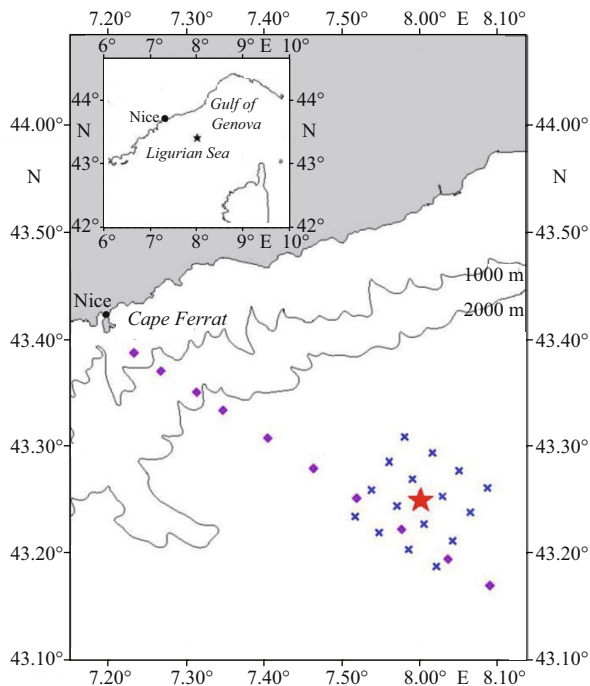 7.20° 7.30° 7.40° 7.50° 8.00° E 8.10°
6° 7° 8° 9° E 10°
44° 44°
Gulf of
Nice
Genova
44.00° N N 44.00°
Ligurian Sea
43° 43°
N N
42° 42°
6° 7° 8° 9° E 10°
43.50° 43.50°
1000 m
Nice
2000 m
Cape Ferrat
43.40° 43.40°
43.30° 43.30°
43.20° 43.20°
43.10° 43.10°
7.20° 7.30° 7.40° 7.50° 8.00° E 8.10°